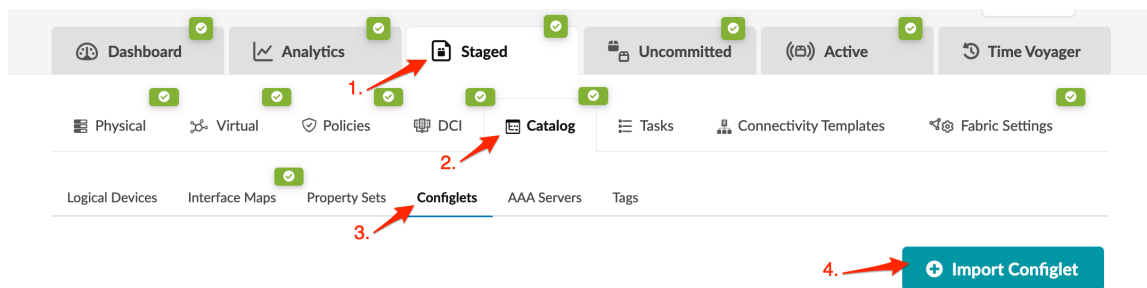 Dashboard Analytics Staged Uncommitted Active Time Voyager
1.
Physical Virtual Policies DCI Catalog Tasks Connectivity Templates Fabric Settings
2.
Logical Devices Interface Maps Property Sets Configlets AAA Servers Tags
3.
4. Import Configlet